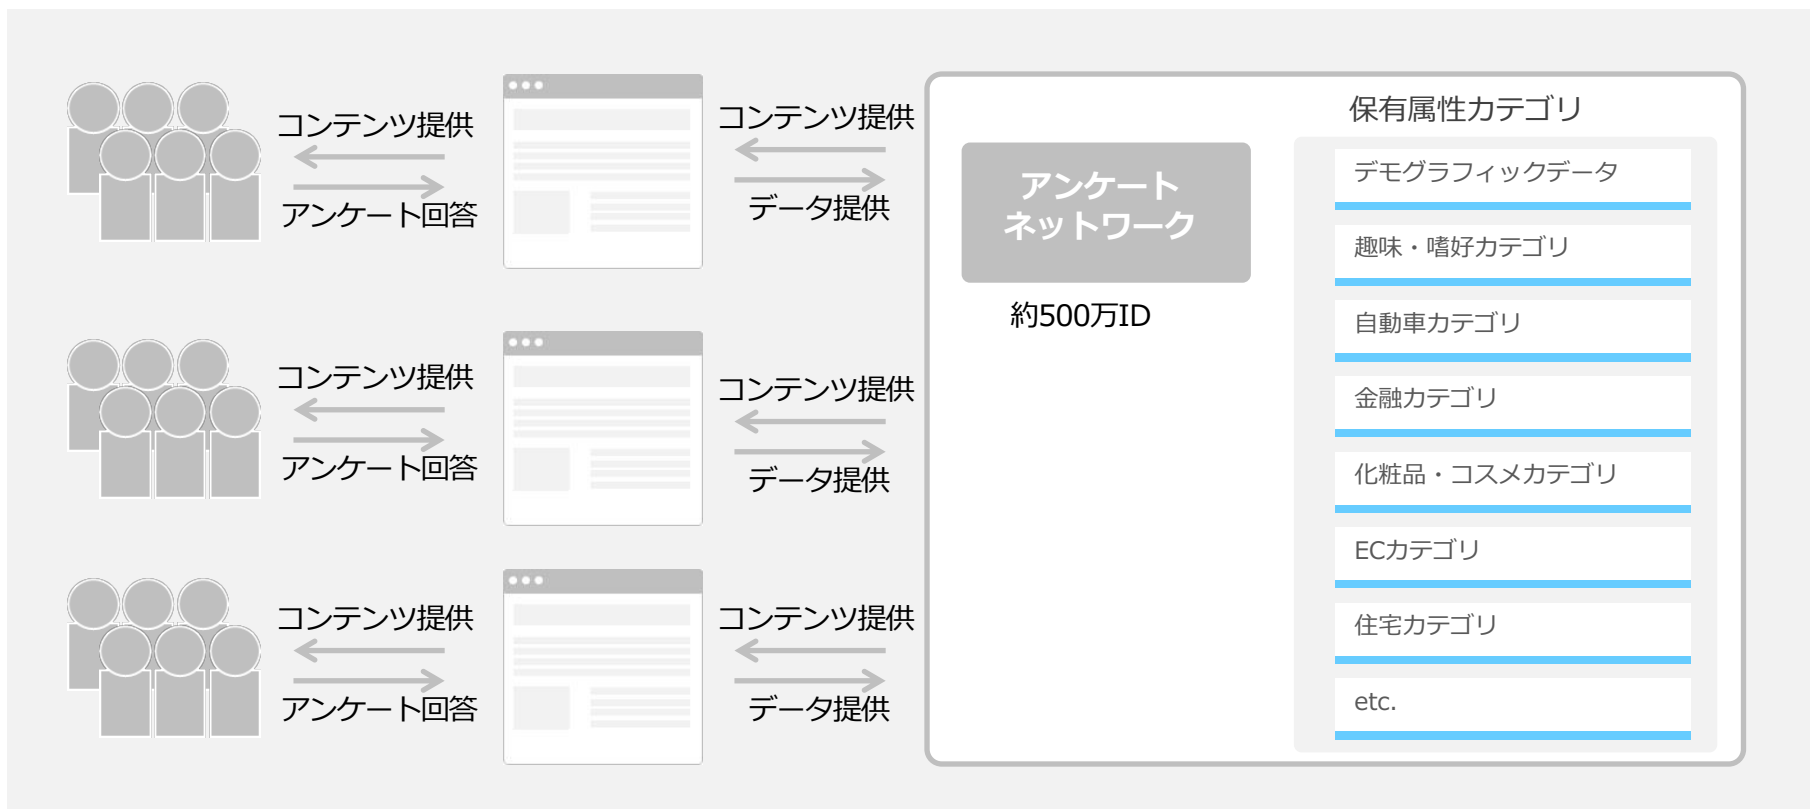 コンテンツ提供
アンケート回答
コンテンツ提供
データ提供
コンテンツ提供
アンケート回答
コンテンツ提供
データ提供
コンテンツ提供
アンケート回答
コンテンツ提供
データ提供
アンケート
ネットワーク
約500万ID
保有属性カテゴリ
デモグラフィックデータ
趣味・嗜好カテゴリ
自動車カテゴリ
金融カテゴリ
化粧品・コスメカテゴリ
ECカテゴリ
住宅カテゴリ
etc.